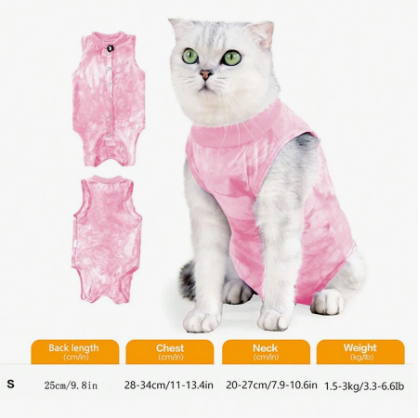 Back length Chest Neck Weight
(cm/in) (cm/in) (cm/in) (kg/lb)
S 25cm/9.8in 28-34cm/11-13.4in 20-27cm/7.9-10.6in 1.5-3kg/3.3-6.6lb